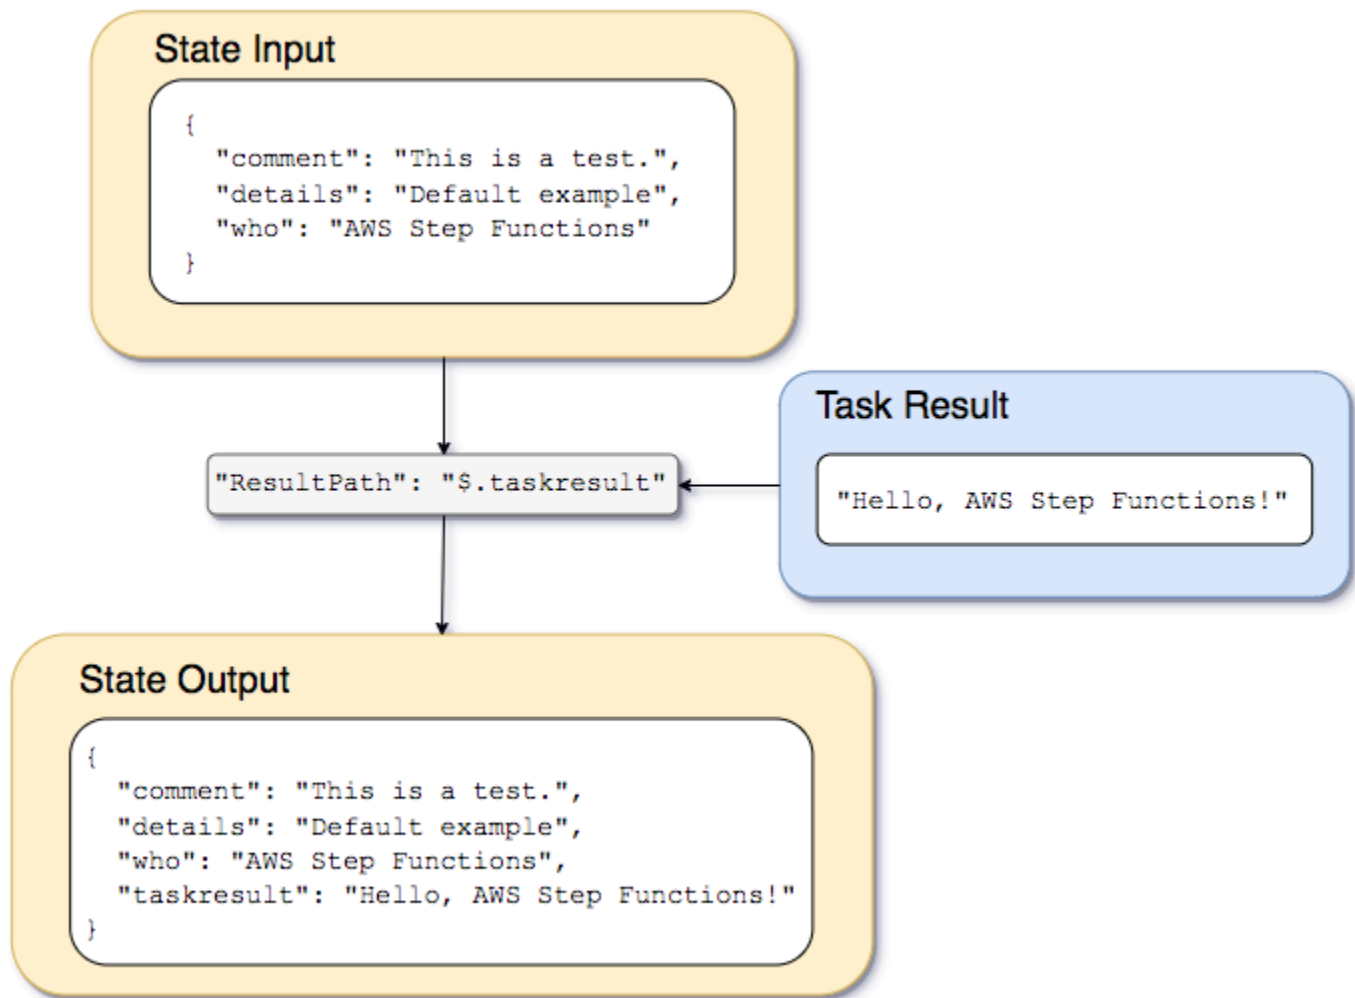 State Input
{
"comment": "This is a test.",
"details": "Default example",
"who": "AWS Step Functions"
}
"ResultPath": "$.taskresult"
Task Result
"Hello, AWS Step Functions!"
State Output
{
"comment": "This is a test.",
"details": "Default example",
"who": "AWS Step Functions",
"taskresult": "Hello, AWS Step Functions!"
}